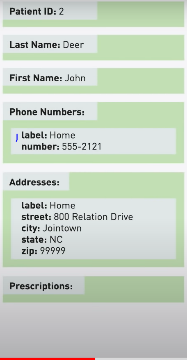 Patient ID: 2
Last Name: Deer
First Name: John
Phone Numbers:
label: Home
number: 555-2121
Addresses:
label: Home
street: 800 Relation Drive
city: Jointown
state: NC
zip: 99999
Prescriptions: